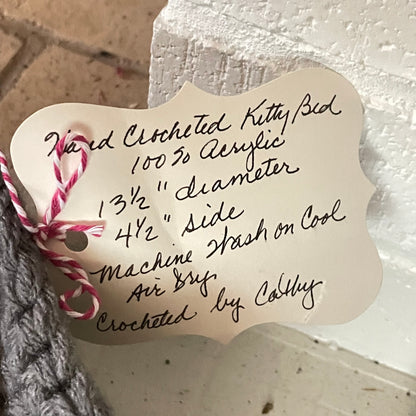 Hand Crocheted Kitty Bed
100% Acrylic
13½" diameter
4½" side
Machine Wash on Cool
Air Dry
Crocheted by Cathy